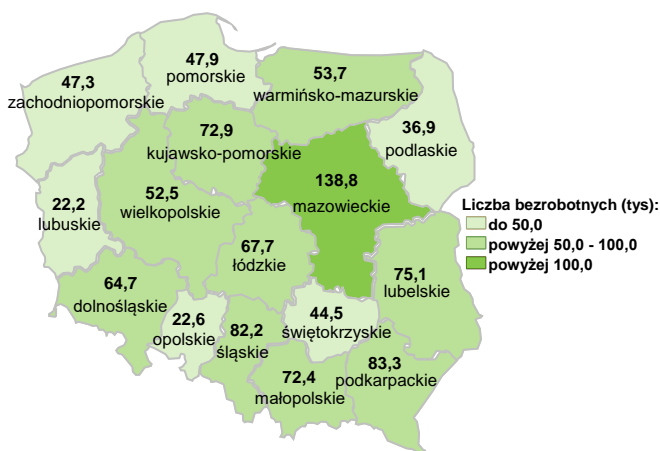 47,9
pomorskie
47,3
zachodniopomorskie
53,7
warmińsko-mazurskie
36,9
podlaskie
72,9
kujawsko-pomorskie
138,8
mazowieckie
22,2
lubuskie
52,5
wielkopolskie
67,7
łódzkie
75,1
lubelskie
64,7
dolnośląskie
22,6
opolskie
82,2
śląskie
44,5
świętokrzyskie
72,4
małopolskie
83,3
podkarpackie
Liczba bezrobotnych (tys):
do 50,0
powyżej 50,0 - 100,0
powyżej 100,0